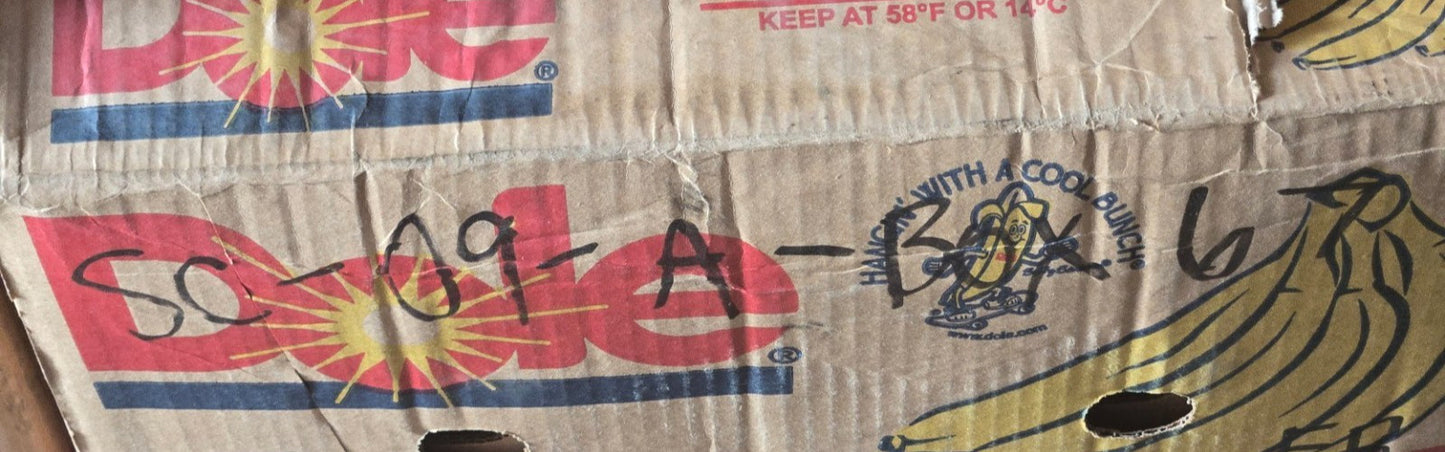 Dole®
KEEP AT 58°F OR 14°C
Dole®
SC-09-A-Box 6
HANGIN' WITH A COOL BUNCH®
www.dole.com